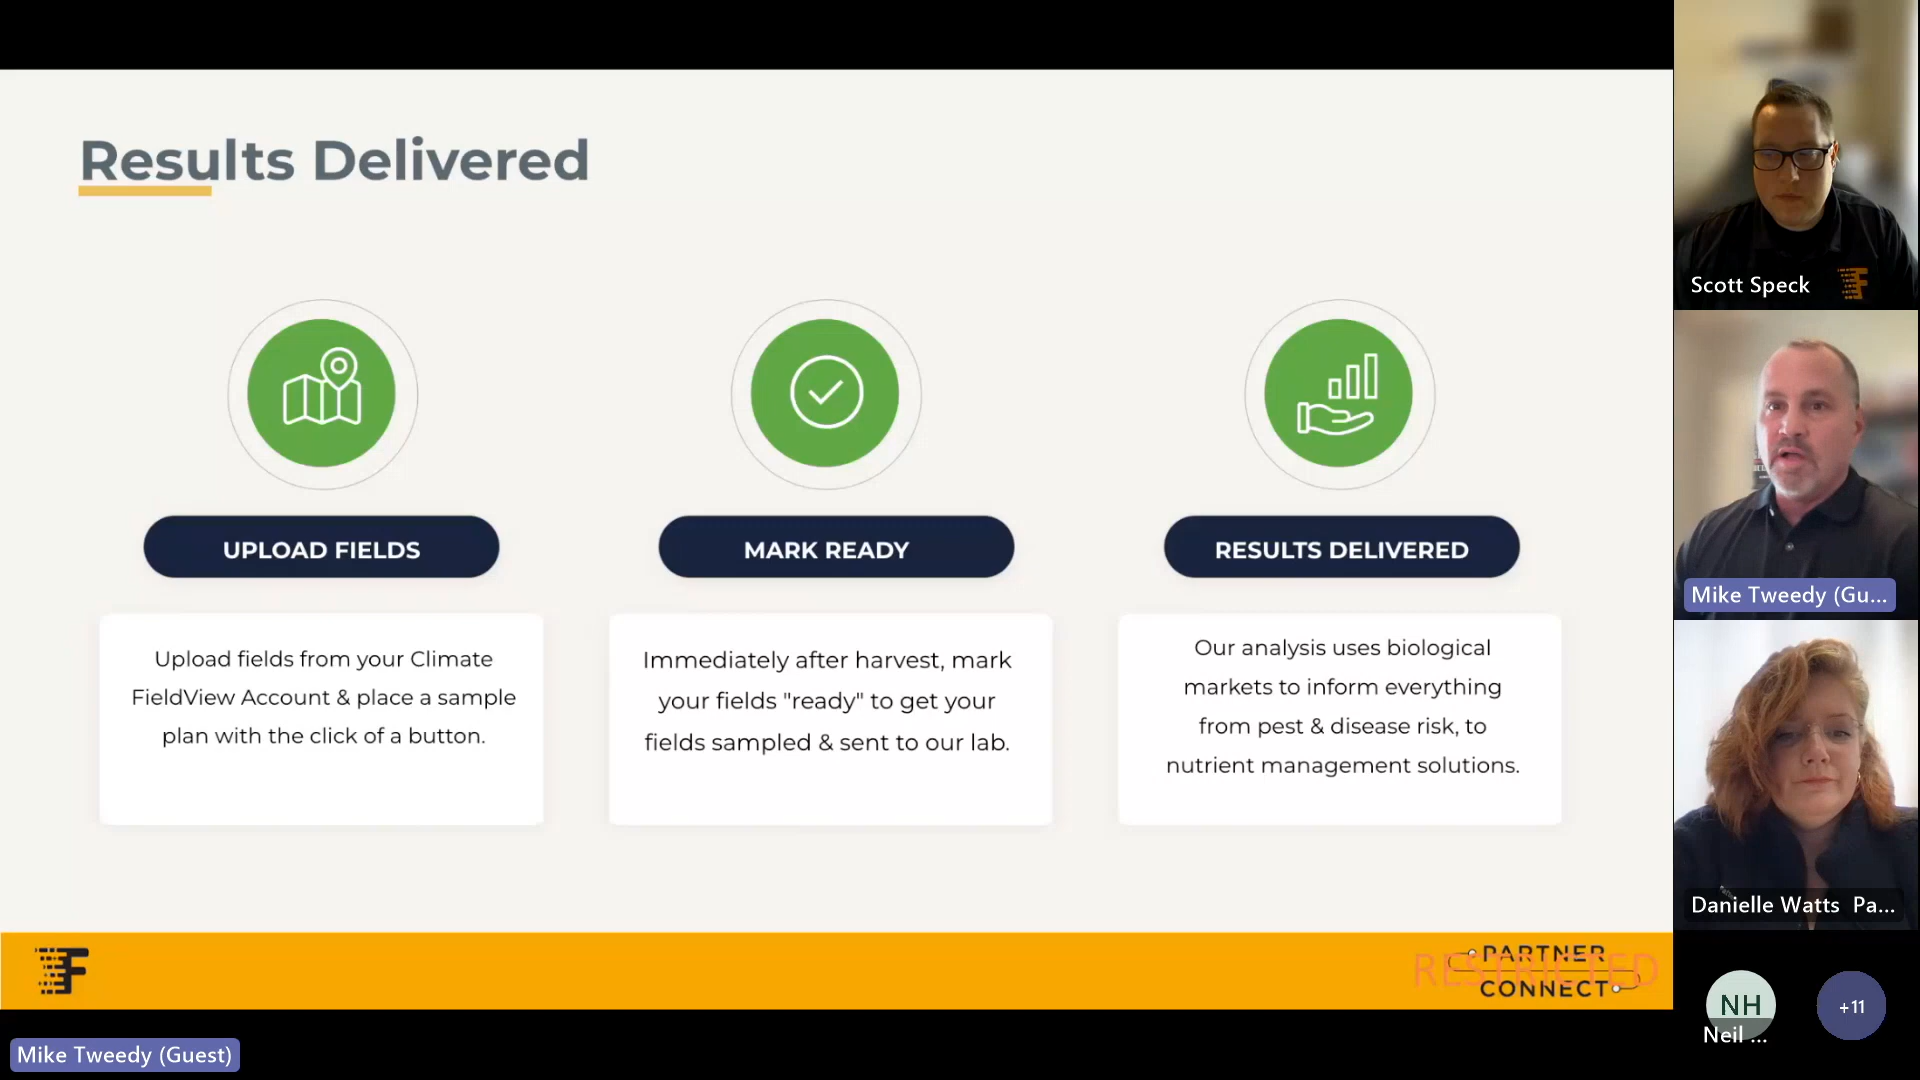 Results Delivered
UPLOAD FIELDS
Upload fields from your Climate
FieldView Account & place a sample
plan with the click of a button.
MARK READY
Immediately after harvest, mark
your fields "ready" to get your
fields sampled & sent to our lab.
RESULTS DELIVERED
Our analysis uses biological
markets to inform everything
from pest & disease risk, to
nutrient management solutions.
F
PARTNER
CONNECT
RESTRICTED
Mike Tweedy (Guest)
Scott Speck
F
Mike Tweedy (Gu...
Danielle Watts Pa...
NH
Neil ...
+11